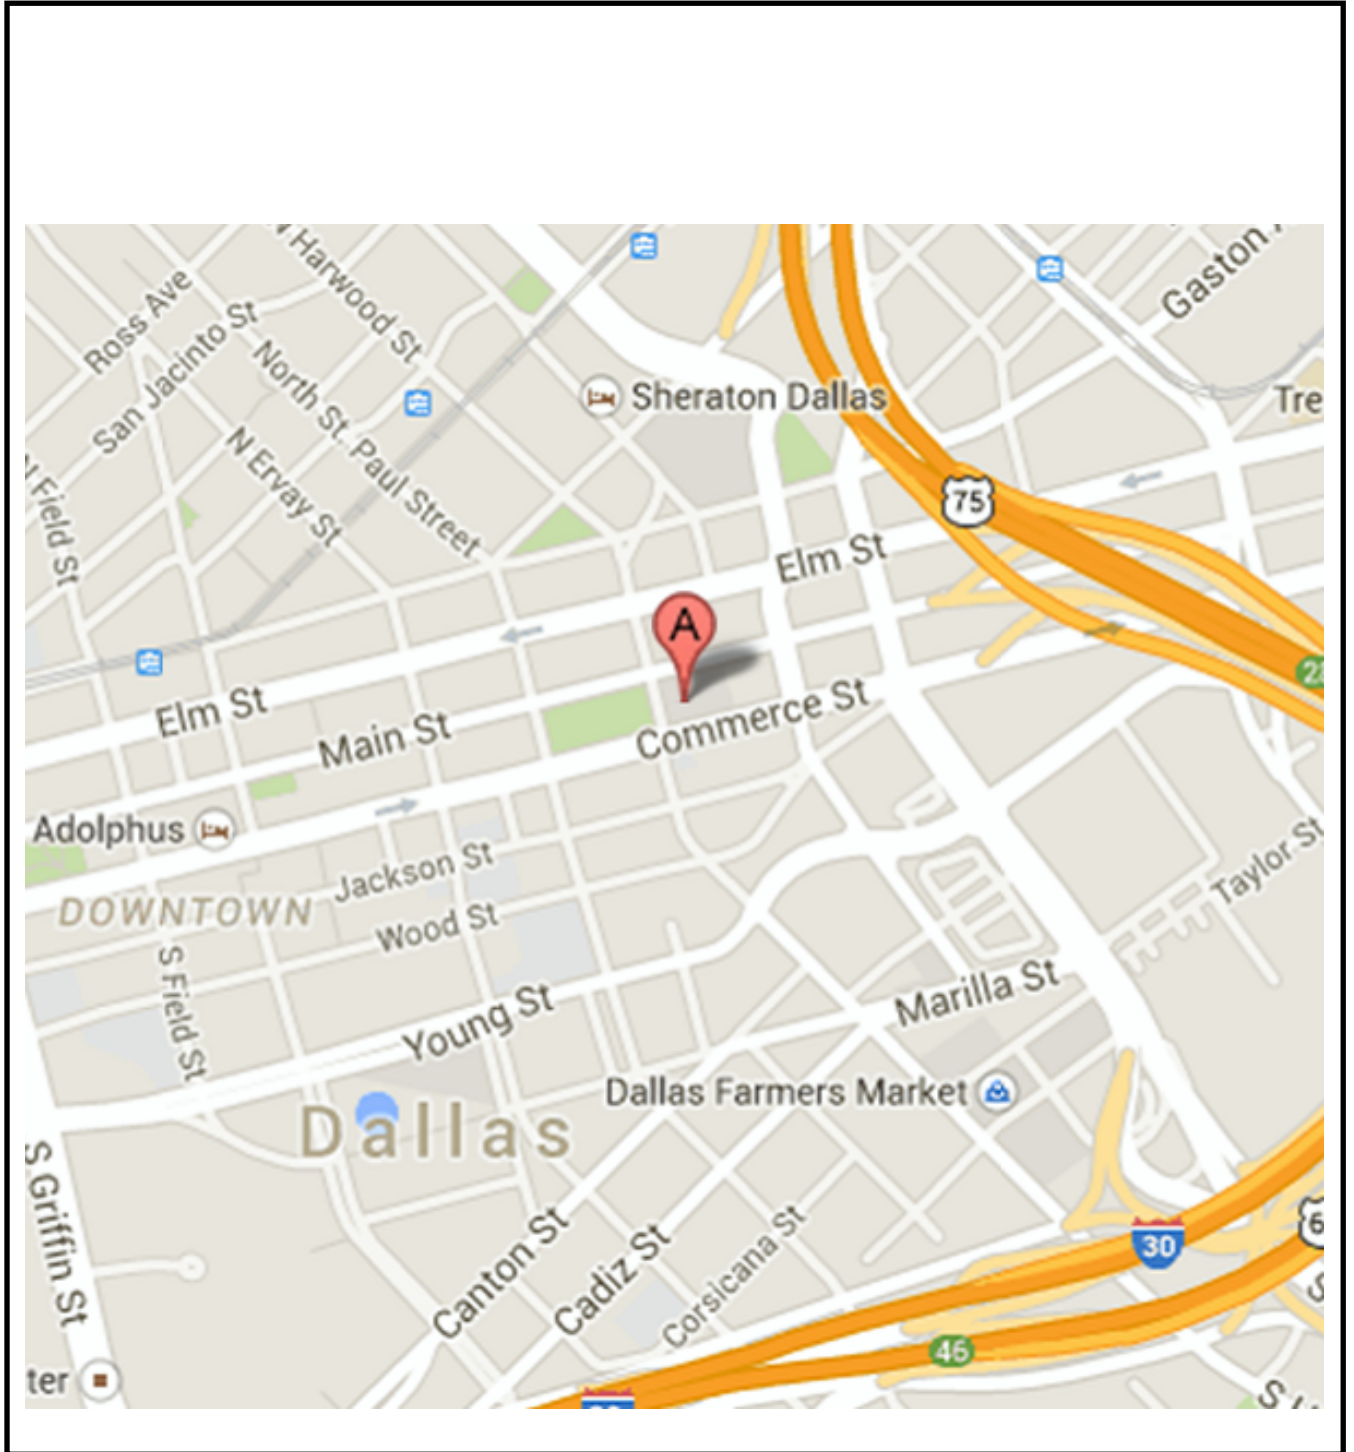 N Harwood St
Gaston
Ross Ave
San Jacinto St
North St. Paul Street
Sheraton Dallas
Tre
N Ervay St
N Field St
75
Elm St
A
28
Elm St
Main St
Commerce St
Adolphus
Jackson St
DOWNTOWN
Wood St
Taylor St
S Field St
Marilla St
Young St
Dallas Farmers Market
Dallas
S Griffin St
Canton St
Cadiz St
Corsicana St
30
6
S
46
ter
S